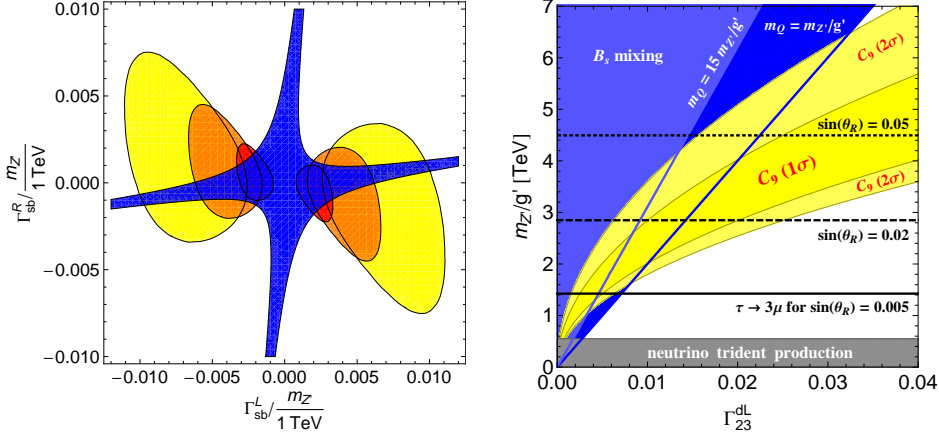 0.010
0.005
0.000
−0.005
−0.010
−0.010
−0.005
0.000
0.005
0.010
Γ^R_sb / m_Z' / 1 TeV
Γ^L_sb / m_Z' / 1 TeV
7
6
5
4
3
2
1
0
0.00
0.01
0.02
0.03
0.04
m_Z'/g' [TeV]
Γ^dL_23
B_s mixing
m_Q = 15 m_Z'/g'
m_Q = m_Z'/g'
C_9 (2σ)
sin(θ_R) = 0.05
C_9 (1σ)
C_9 (2σ)
sin(θ_R) = 0.02
τ → 3μ for sin(θ_R) = 0.005
neutrino trident production